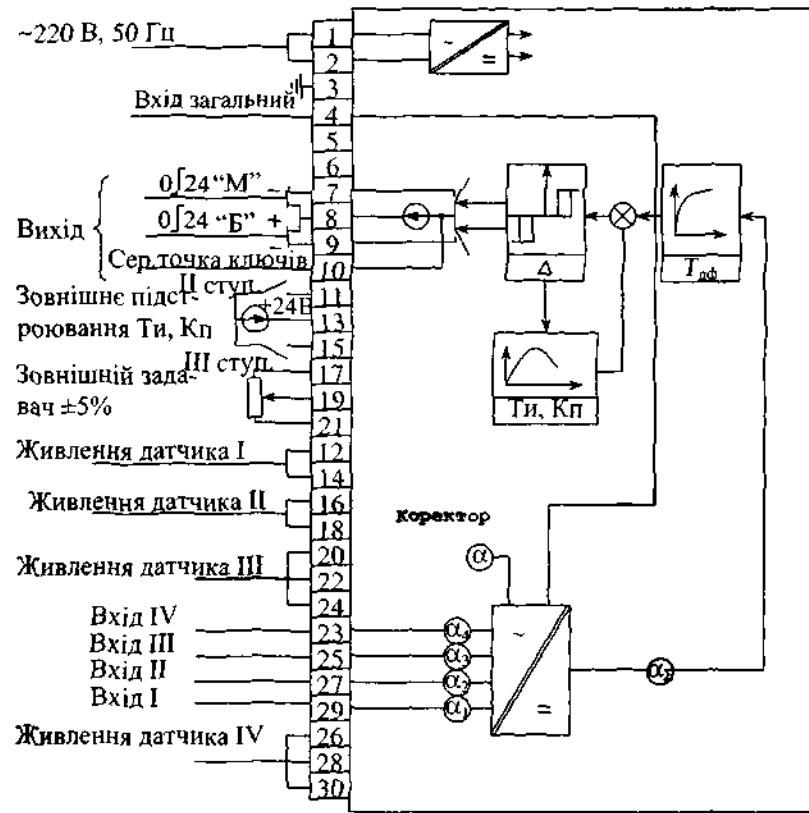 ~220 В, 50 Гц
1
~
2
=
3
Вхід загальний
4
5
6
0∫24 “М” –
7
Вихід
0∫24 “Б” +
8
–
9
Сер.точка ключів
10
Δ
Tдф
II ступ.
11
Зовнішнє підст-
роювання Ти, Кп
+24В
13
15
III ступ.
17
Зовнішній зада-
вач ±5%
19
21
Ти, Кп
Живлення датчика I
12
14
Живлення датчика II
16
18
Коректор
α
Живлення датчика III
20
22
24
Вхід IV
23
α4
~
Вхід III
25
α3
Вхід II
27
α2
αΣ
Вхід I
29
α1
=
Живлення датчика IV
26
28
30